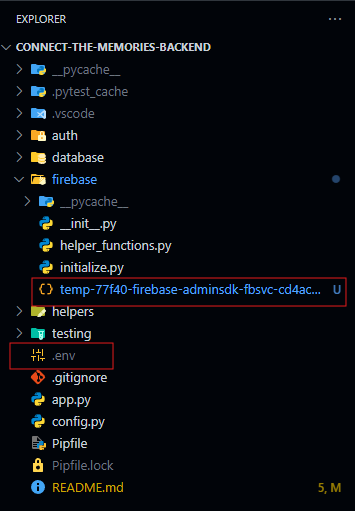 EXPLORER
CONNECT-THE-MEMORIES-BACKEND
__pycache__
.pytest_cache
.vscode
auth
database
firebase
__pycache__
__init__.py
helper_functions.py
initialize.py
temp-77f40-firebase-adminsdk-fbsvc-cd4ac... U
helpers
testing
.env
.gitignore
app.py
config.py
Pipfile
Pipfile.lock
README.md 5, M